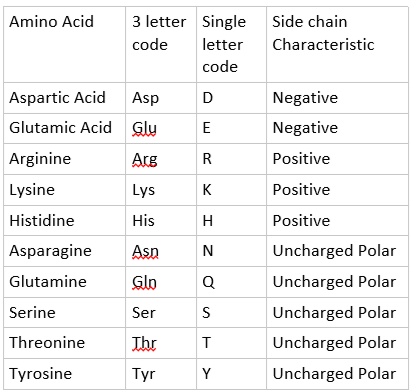 Amino Acid 3 letter code Single letter code Side chain Characteristic
Aspartic Acid Asp D Negative
Glutamic Acid Glu E Negative
Arginine Arg R Positive
Lysine Lys K Positive
Histidine His H Positive
Asparagine Asn N Uncharged Polar
Glutamine Gln Q Uncharged Polar
Serine Ser S Uncharged Polar
Threonine Thr T Uncharged Polar
Tyrosine Tyr Y Uncharged Polar